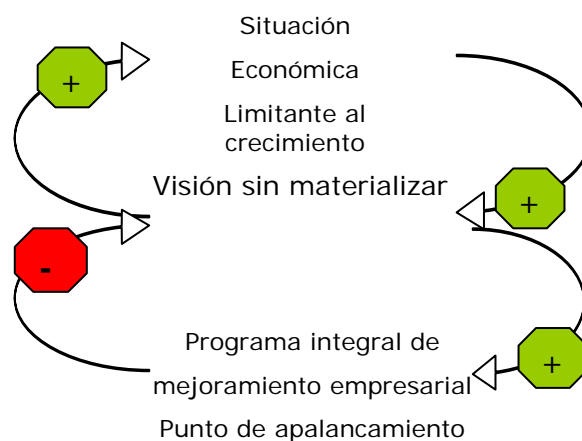 Situación
+
Económica
Limitante al
crecimiento
Visión sin materializar
+
-
Programa integral de
mejoramiento empresarial
+
Punto de apalancamiento